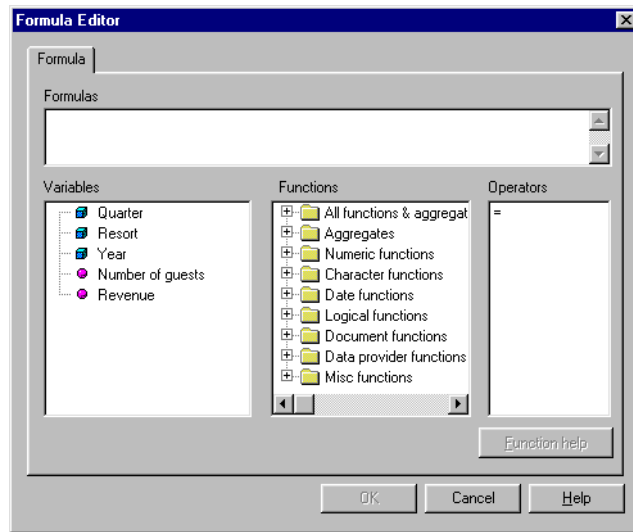 Formula Editor
Formula
Formulas
Variables
Quarter
Resort
Year
Number of guests
Revenue
Functions
All functions & aggregat
Aggregates
Numeric functions
Character functions
Date functions
Logical functions
Document functions
Data provider functions
Misc functions
Operators
=
Function help
OK
Cancel
Help